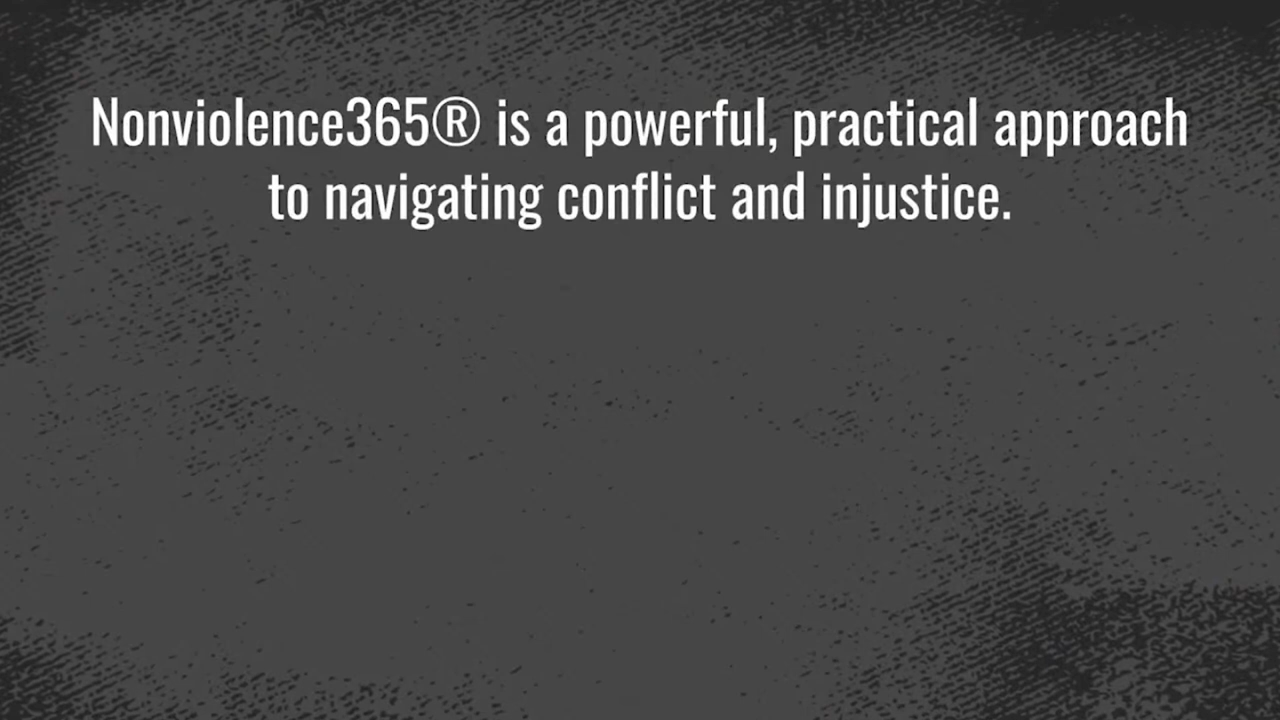 Nonviolence365® is a powerful, practical approach
to navigating conflict and injustice.